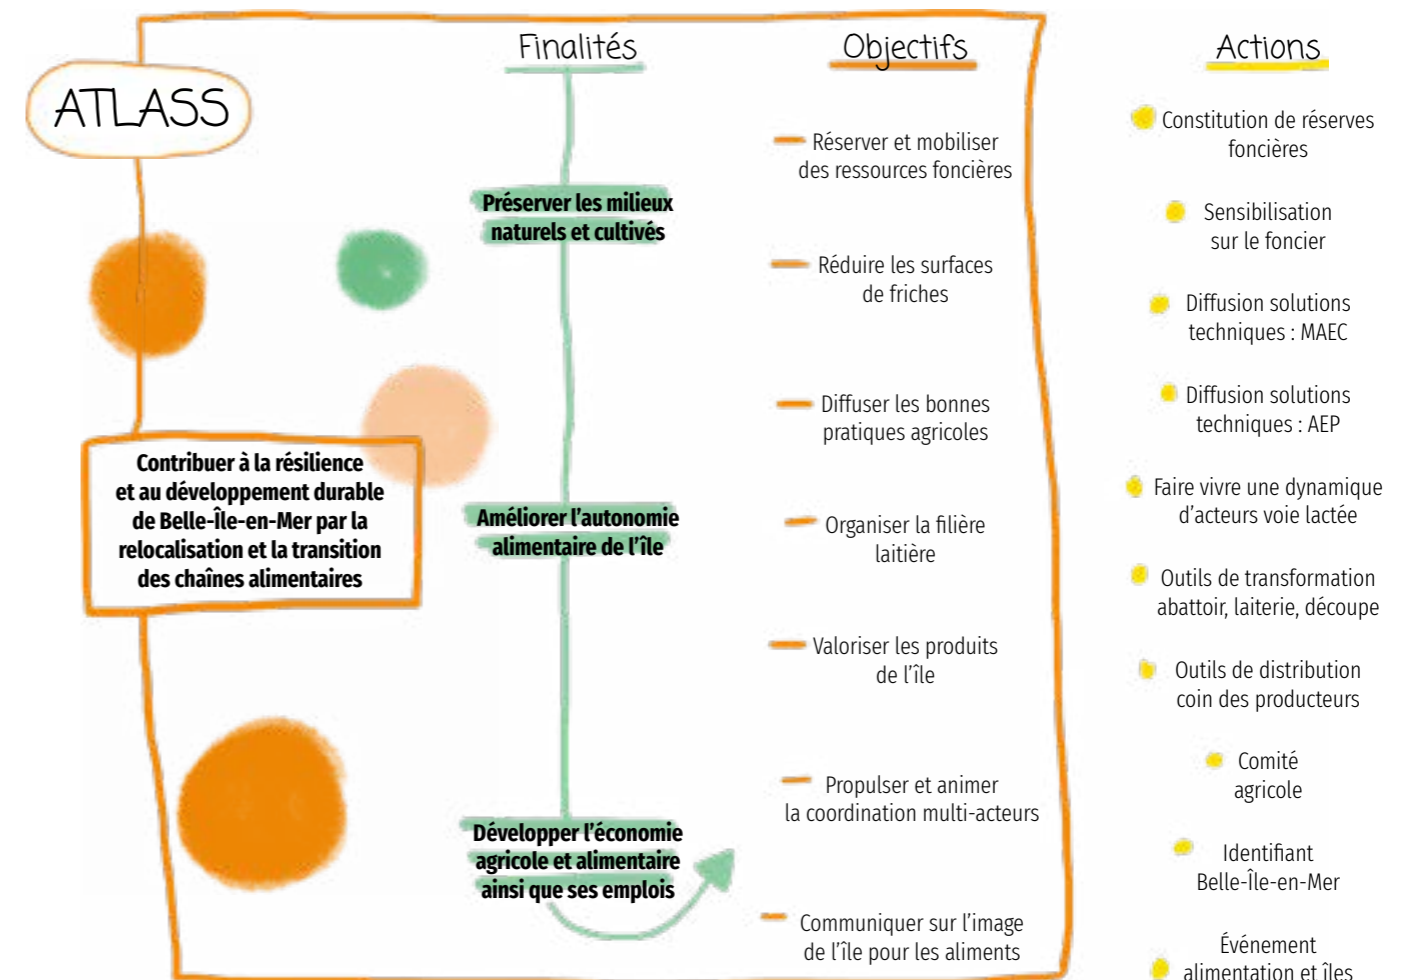 ATLASS
Contribuer à la résilience
et au développement durable
de Belle-Île-en-Mer par la
relocalisation et la transition
des chaînes alimentaires
Finalités
Préserver les milieux
naturels et cultivés
Améliorer l’autonomie
alimentaire de l’île
Développer l’économie
agricole et alimentaire
ainsi que ses emplois
Objectifs
Réserver et mobiliser
des ressources foncières
Réduire les surfaces
de friches
Diffuser les bonnes
pratiques agricoles
Organiser la filière
laitière
Valoriser les produits
de l’île
Propulser et animer
la coordination multi-acteurs
Communiquer sur l’image
de l’île pour les aliments
Actions
Constitution de réserves
foncières
Sensibilisation
sur le foncier
Diffusion solutions
techniques : MAEC
Diffusion solutions
techniques : AEP
Faire vivre une dynamique
d’acteurs voie lactée
Outils de transformation
abattoir, laiterie, découpe
Outils de distribution
coin des producteurs
Comité
agricole
Identifiant
Belle-Île-en-Mer
Événement
alimentation et îles